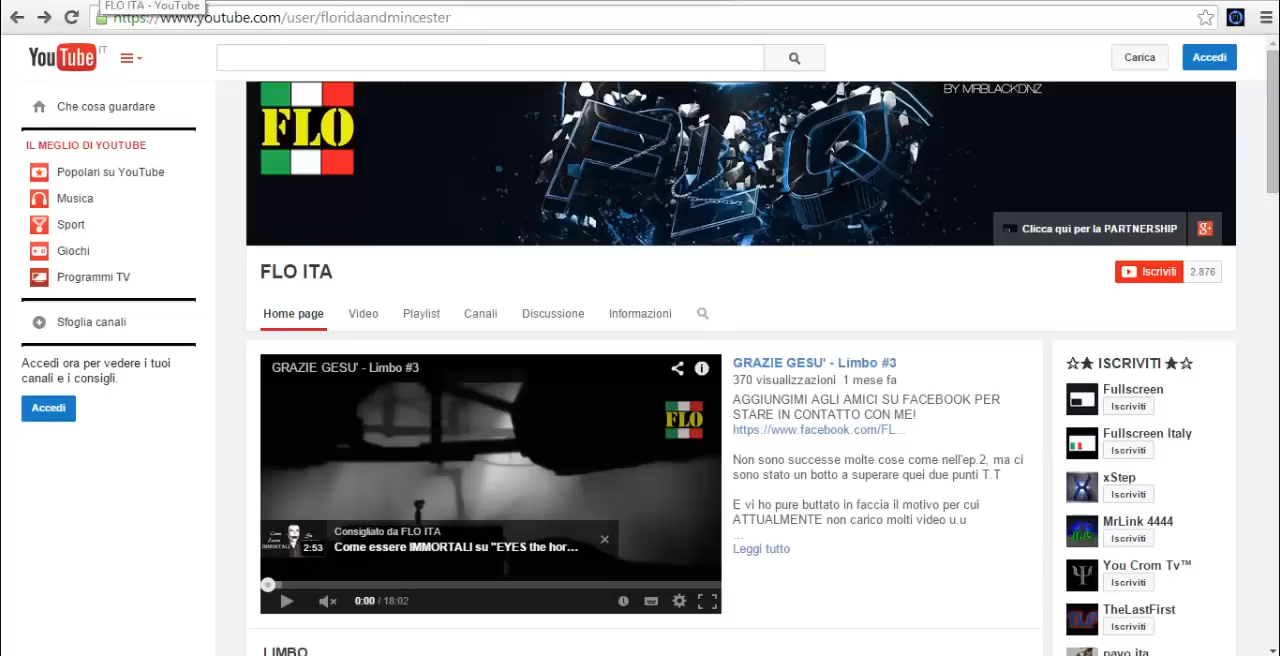 FLO ITA - YouTube
https://www.youtube.com/user/floridaandmincester
YouTube IT
Carica
Accedi
Che cosa guardare
IL MEGLIO DI YOUTUBE
Popolari su YouTube
Musica
Sport
Giochi
Programmi TV
Sfoglia canali
Accedi ora per vedere i tuoi
canali e i consigli.
Accedi
FLO
FLO
BY MRBLACKDNZ
Clicca qui per la PARTNERSHIP
g+
FLO ITA
Iscriviti
2.876
Home page
Video
Playlist
Canali
Discussione
Informazioni
GRAZIE GESU' - Limbo #3
FLO
Consigliato da FLO ITA
Come essere IMMORTALI su "EYES the hor...
2:53
0:00 / 18:02
GRAZIE GESU' - Limbo #3
370 visualizzazioni 1 mese fa
AGGIUNGIMI AGLI AMICI SU FACEBOOK PER
STARE IN CONTATTO CON ME!
https://www.facebook.com/FL...
Non sono successe molte cose come nell'ep.2, ma ci
sono stato un botto a superare quei due punti T.T
E vi ho pure buttato in faccia il motivo per cui
ATTUALMENTE non carico molti video u.u
...
Leggi tutto
☆★ ISCRIVITI ★☆
Fullscreen
Iscriviti
Fullscreen Italy
Iscriviti
xStep
Iscriviti
MrLink 4444
Iscriviti
You Crom Tv™
Iscriviti
TheLastFirst
Iscriviti
pavo ita
LIMBO